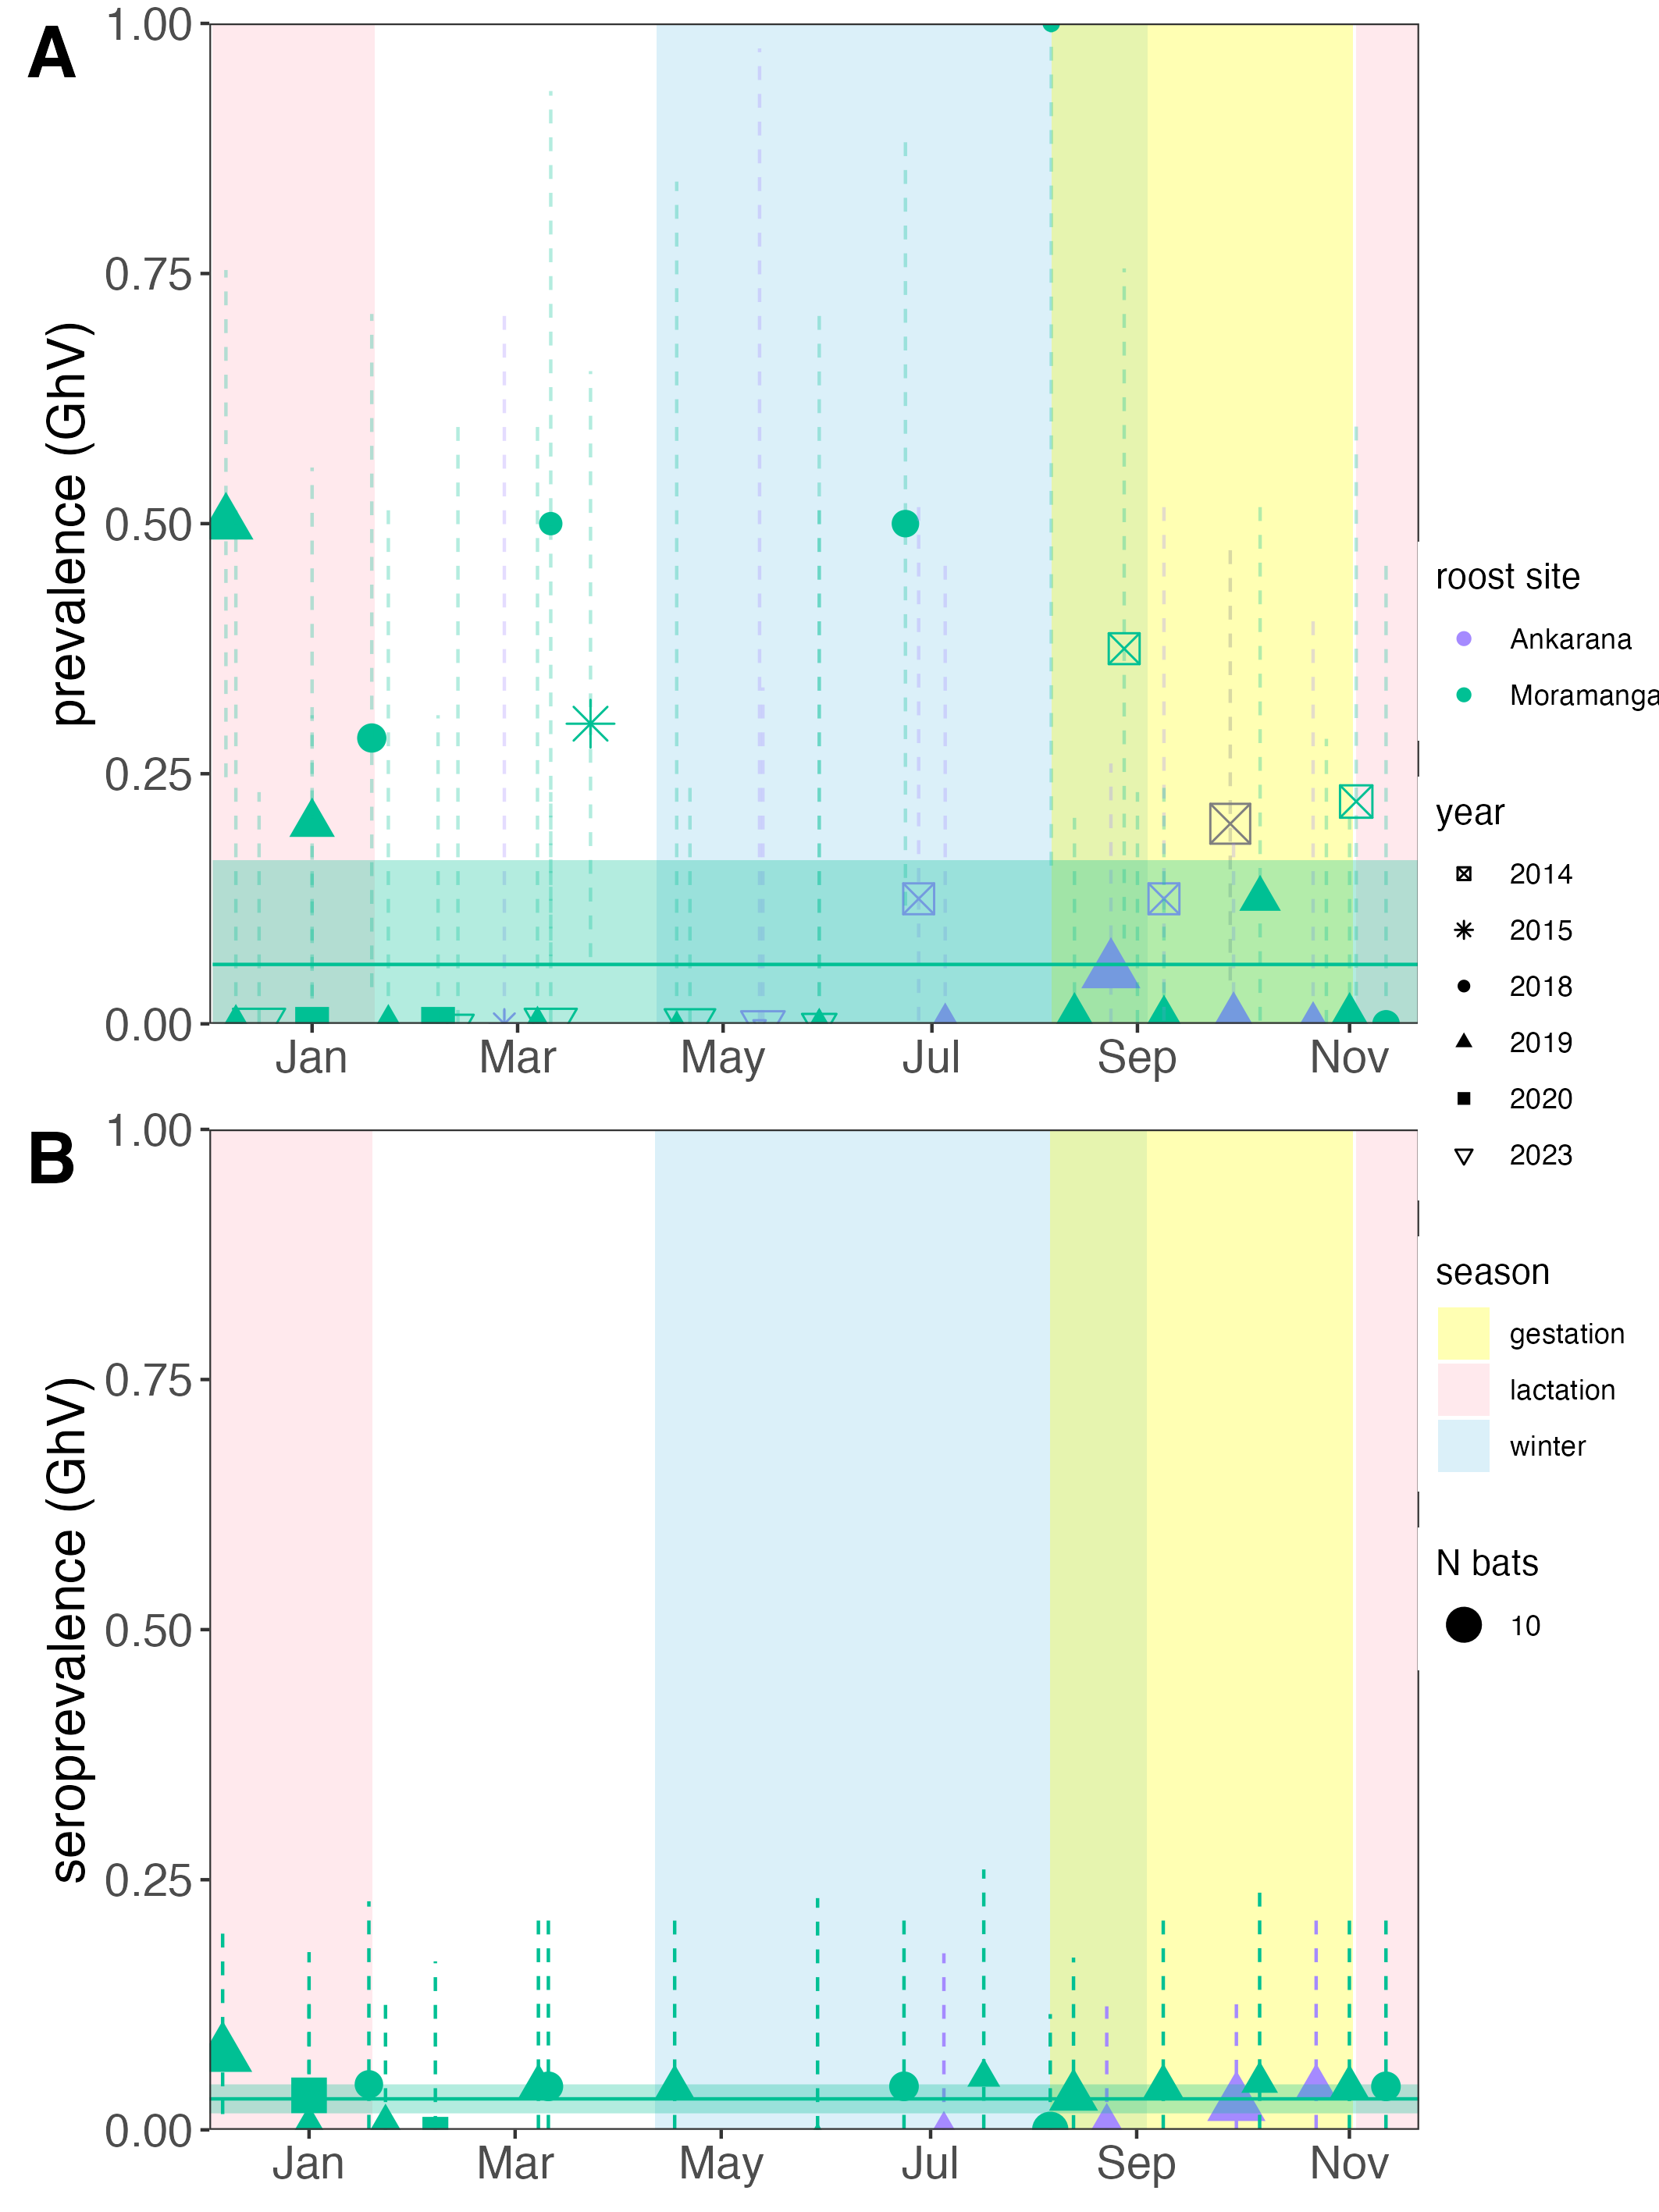 A
prevalence (GhV)
1.00
0.75
0.50
0.25
0.00
Jan Mar May Jul Sep Nov
B
seroprevalence (GhV)
1.00
0.75
0.50
0.25
0.00
Jan Mar May Jul Sep Nov
roost site
Ankarana
Moramanga
year
2014
2015
2018
2019
2020
2023
season
gestation
lactation
winter
N bats
10